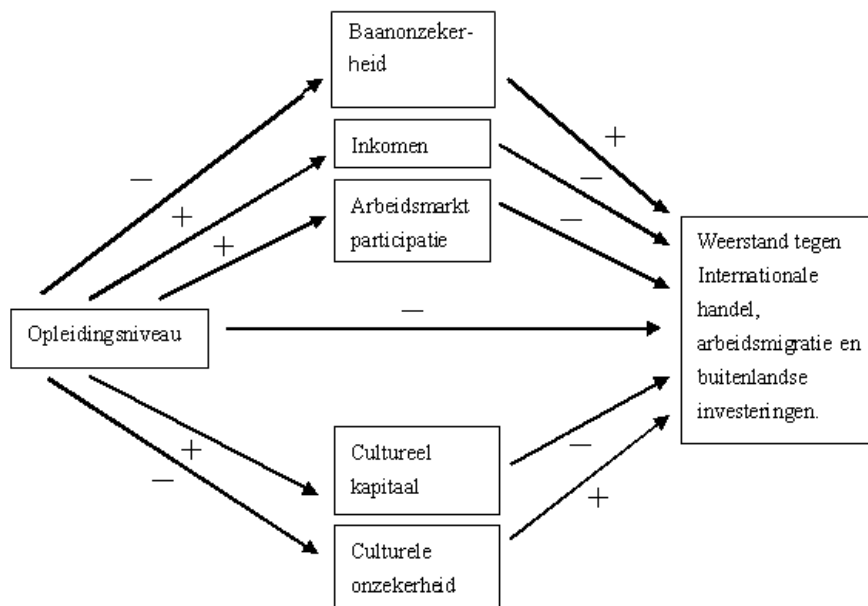 Baanonzeker-
heid
+
Inkomen
—
—
+
—
Arbeidsmarkt
participatie
+
Weerstand tegen
Internationale
handel,
arbeidsmigratie en
buitenlandse
investeringen.
Opleidingsniveau
—
+
—
Cultureel
kapitaal
—
+
Culturele
onzekerheid